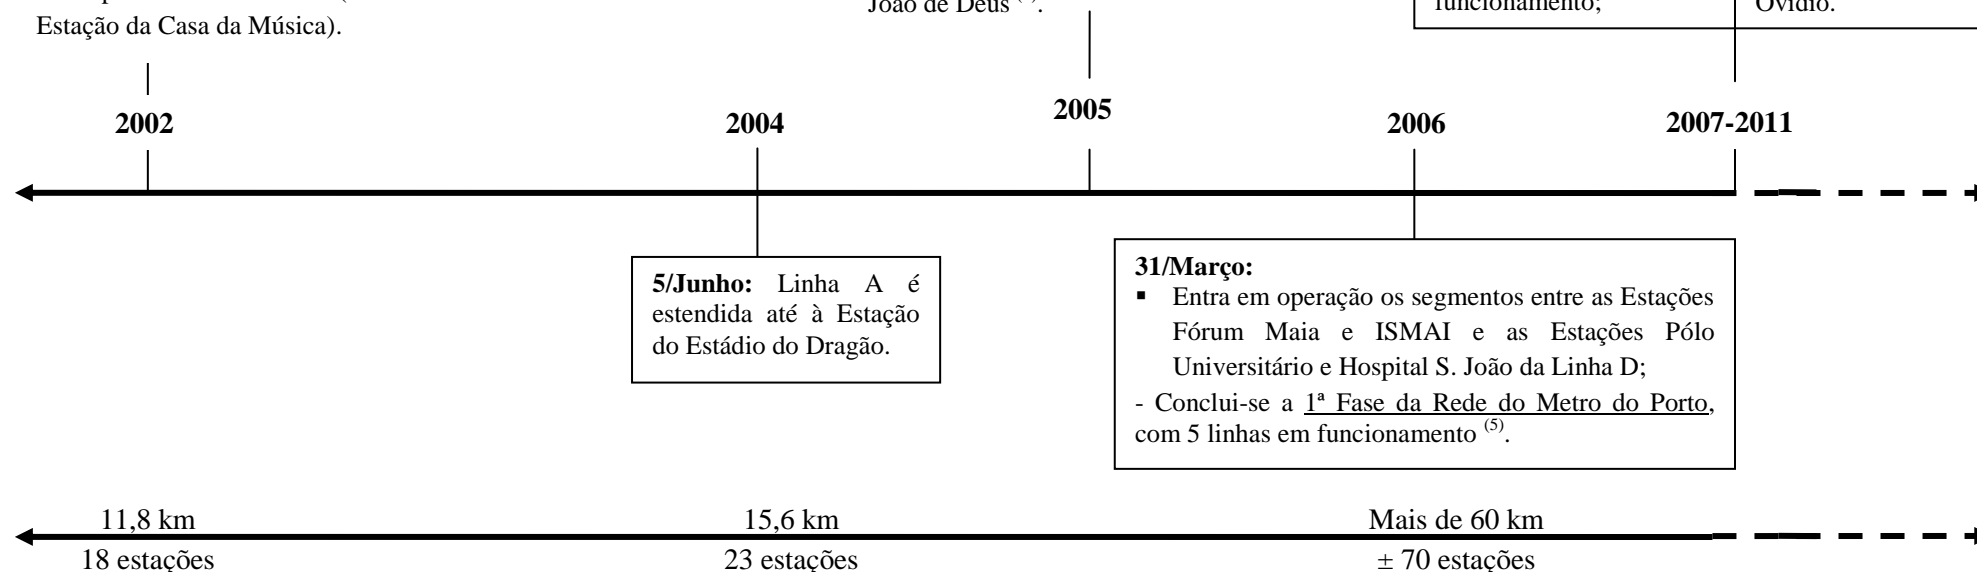 João de Deus
funcionamento;
Ovídio.
Estação da Casa da Música).
2002
2004
2005
2006
2007-2011
5/Junho: Linha A é
estendida até à Estação
do Estádio do Dragão.
31/Março:
▪ Entra em operação os segmentos entre as Estações
Fórum Maia e ISMAI e as Estações Pólo
Universitário e Hospital S. João da Linha D;
- Conclui-se a 1ª Fase da Rede do Metro do Porto,
com 5 linhas em funcionamento (5).
11,8 km
15,6 km
Mais de 60 km
18 estações
23 estações
± 70 estações